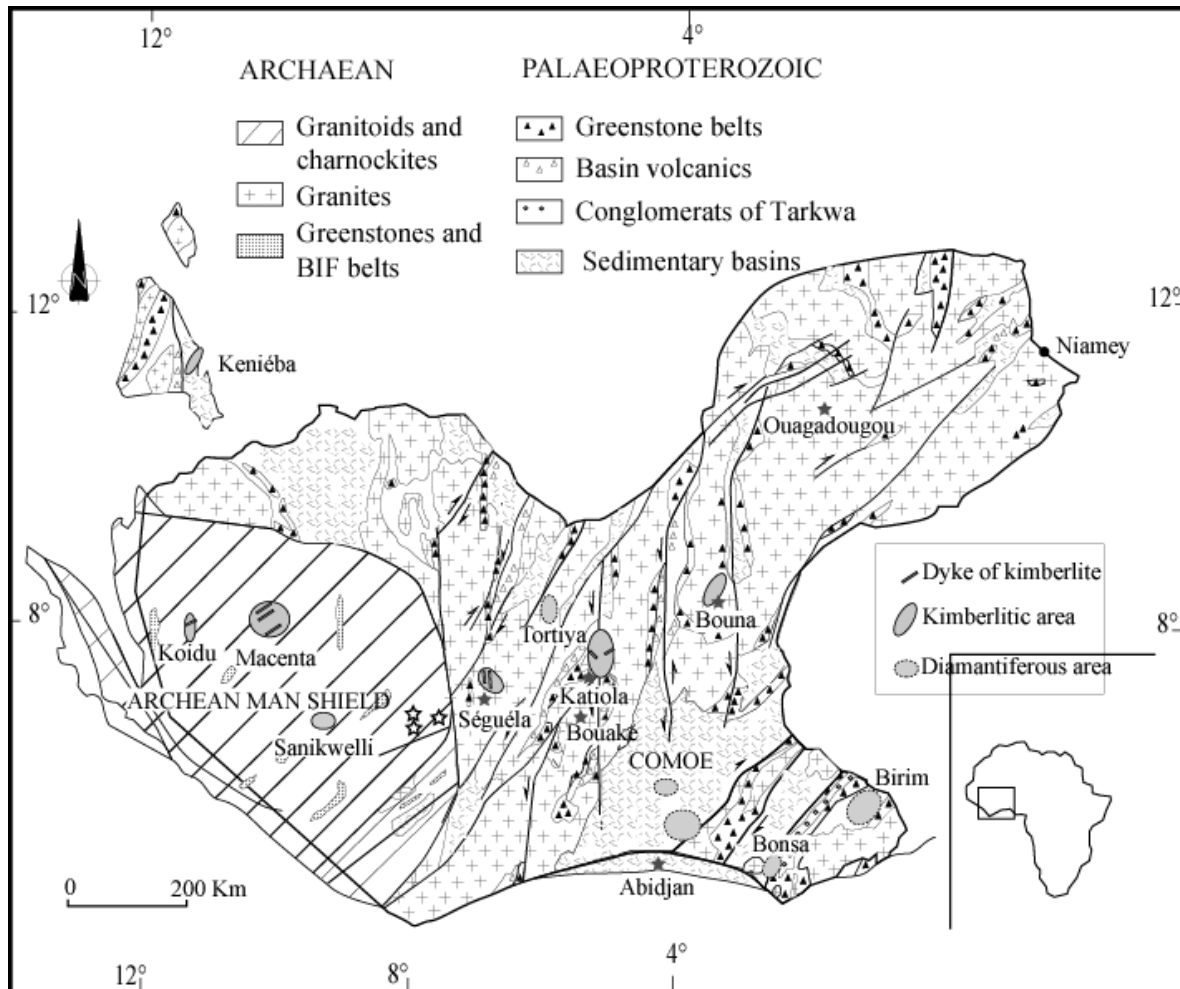 12°
4°
ARCHAEAN
PALAEOPROTEROZOIC
Granitoids and
charnockites
Granites
Greenstones and
BIF belts
Greenstone belts
Basin volcanics
Conglomerats of Tarkwa
Sedimentary basins
N
12°
12°
Keniéba
Niamey
Ouagadougou
Dyke of kimberlite
Kimberlitic area
Diamantiferous area
8°
8°
Koidu
Macenta
Tortiya
Bouna
ARCHEAN MAN SHIELD
Séguéla
Katiola
Sanikwelli
Bouaké
COMOE
Birim
Bonsa
Abidjan
0
200 Km
12°
8°
4°